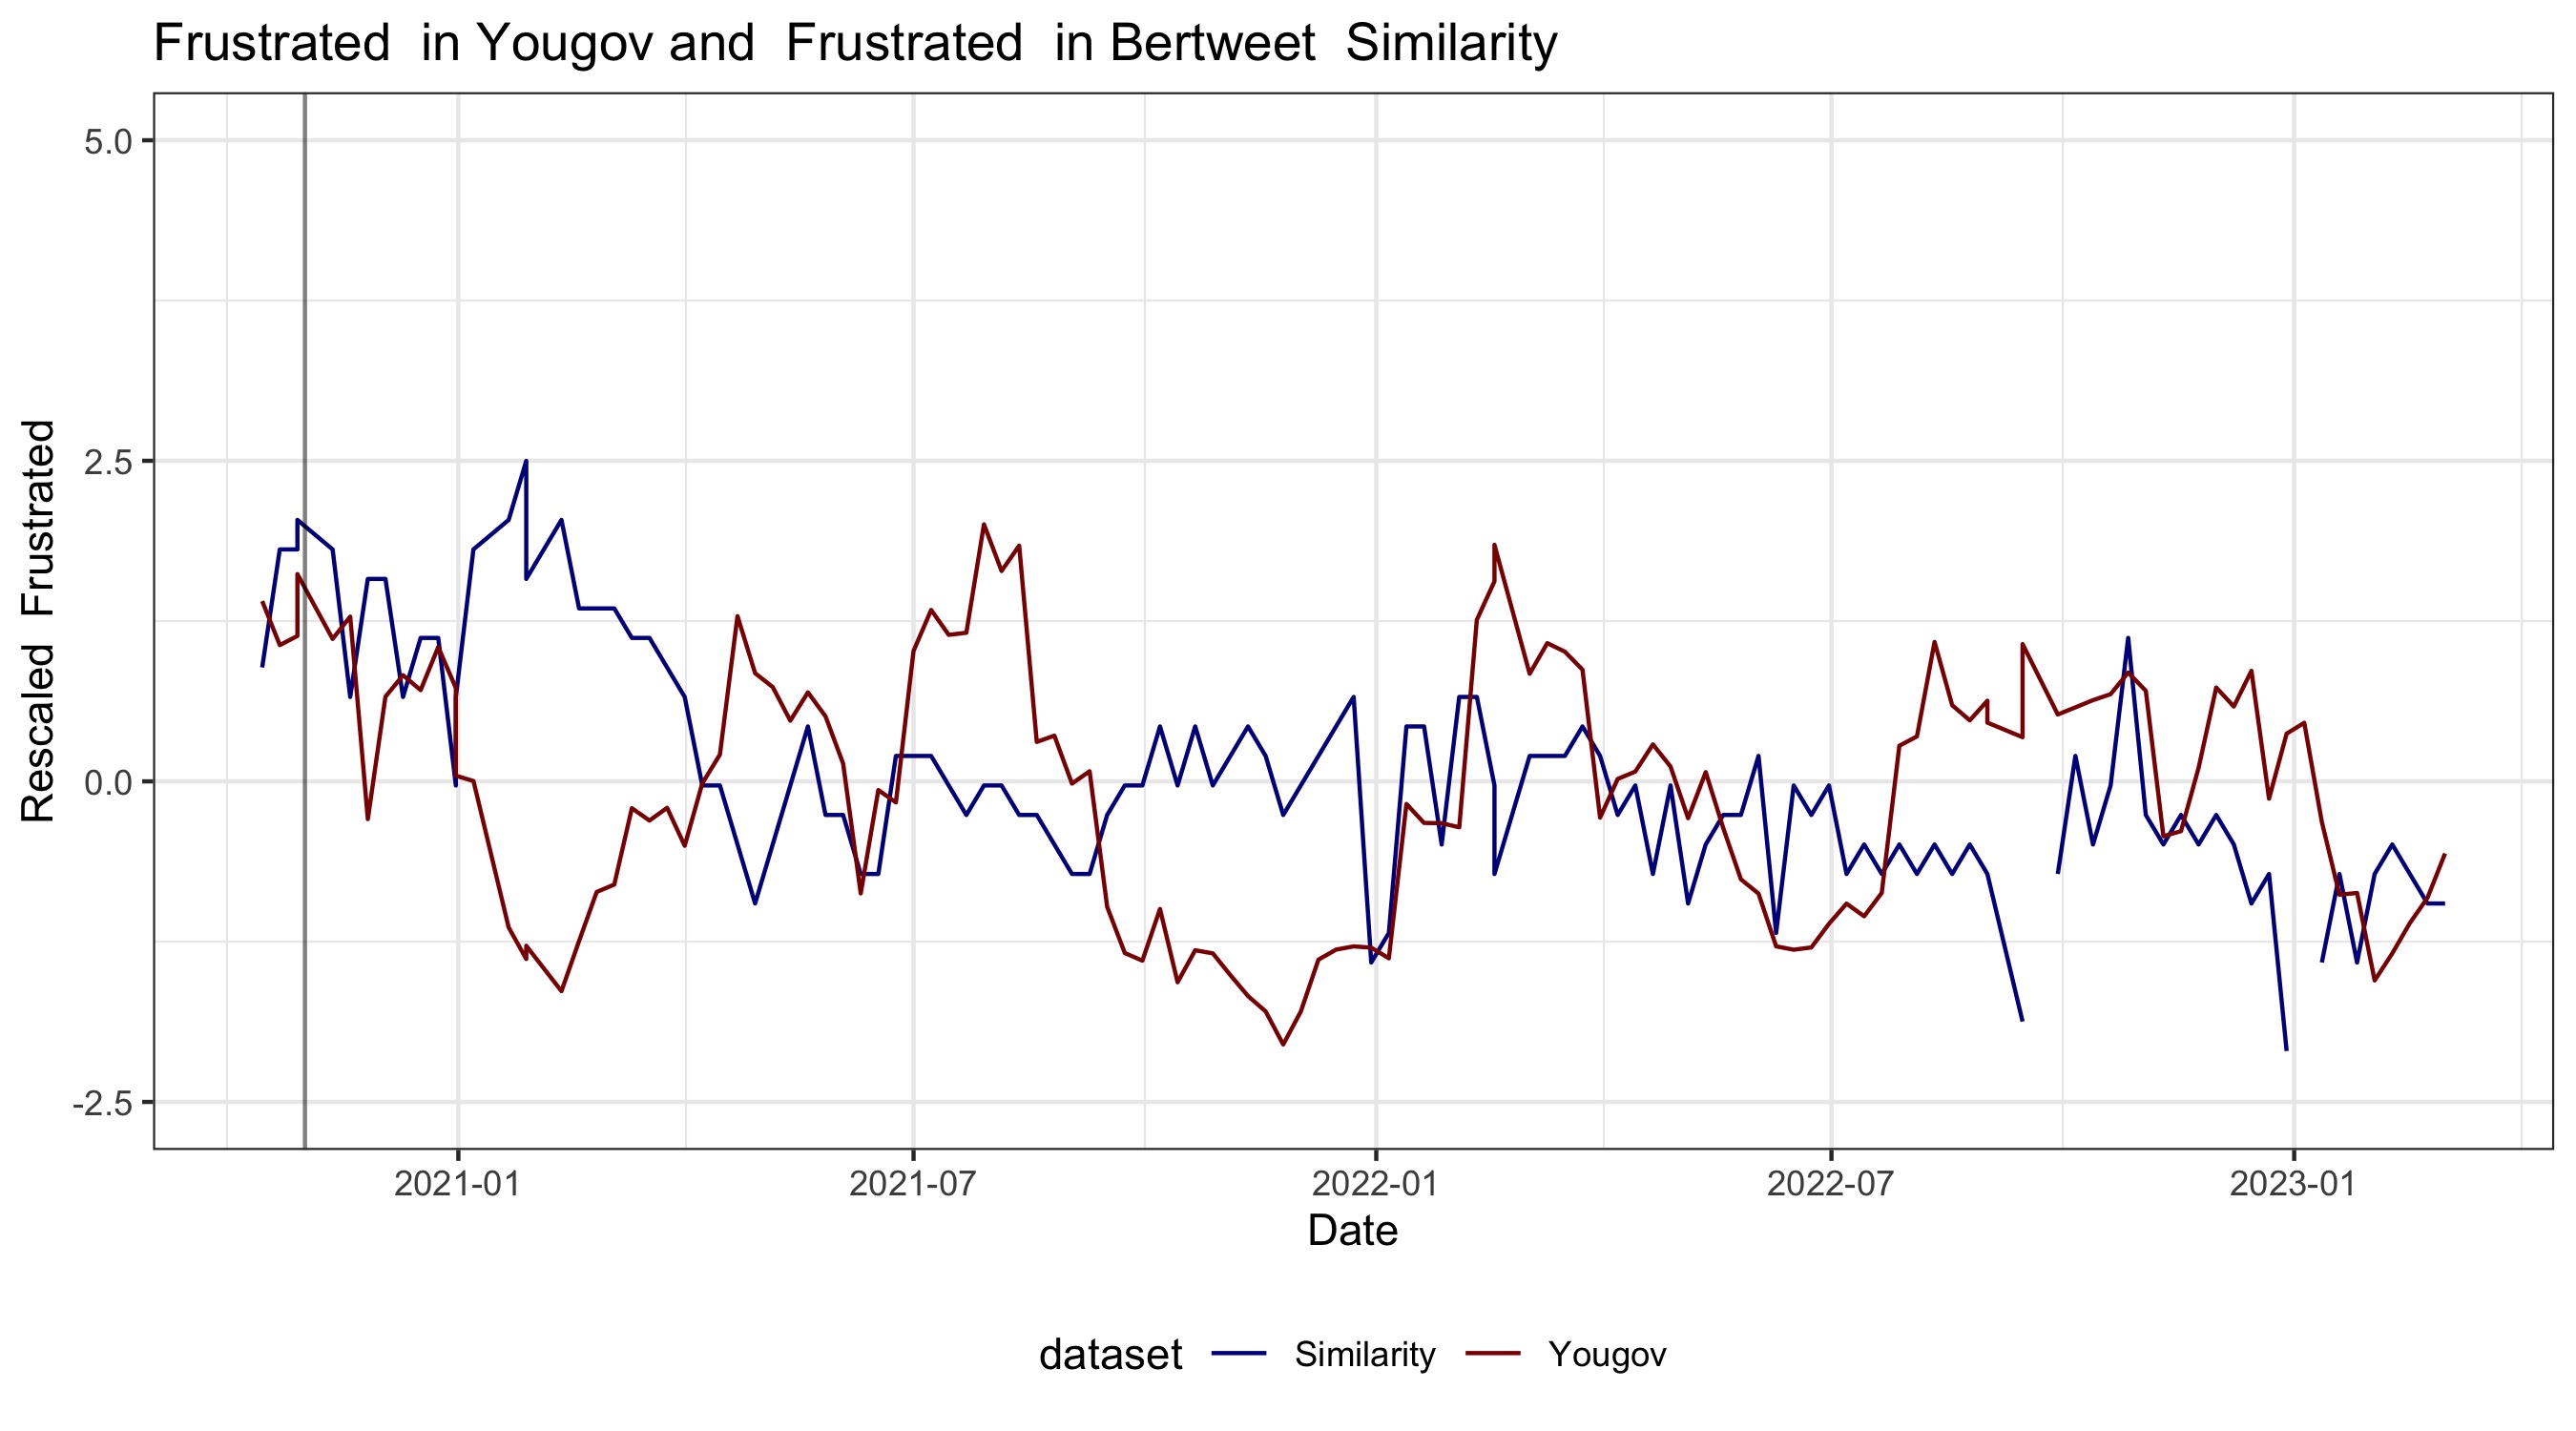 Frustrated  in Yougov and  Frustrated  in Bertweet  Similarity
Rescaled  Frustrated
5.0
2.5
0.0
-2.5
2021-01
2021-07
2022-01
2022-07
2023-01
Date
dataset
Similarity
Yougov